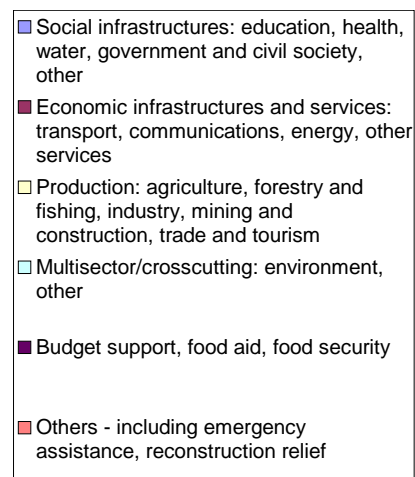 Social infrastructures: education, health,
water, government and civil society,
other
Economic infrastructures and services:
transport, communications, energy, other
services
Production: agriculture, forestry and
fishing, industry, mining and
construction, trade and tourism
Multisector/crosscutting: environment,
other
Budget support, food aid, food security
Others - including emergency
assistance, reconstruction relief